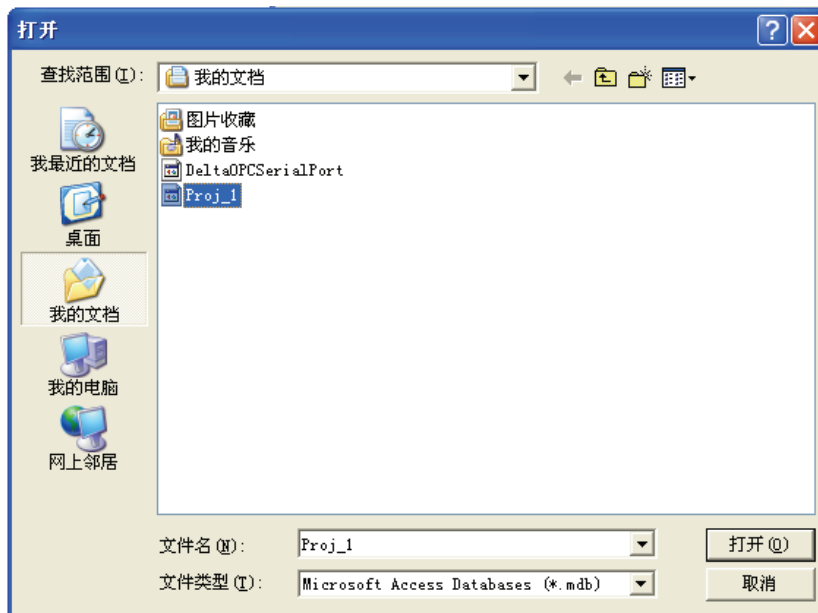 打开
查找范围(I):
我的文档
我最近的文档
桌面
我的文档
我的电脑
网上邻居
图片收藏
我的音乐
DeltaOPCSerialPort
Proj_1
文件名(N):
Proj_1
打开(O)
文件类型(T):
Microsoft Access Databases (*.mdb)
取消